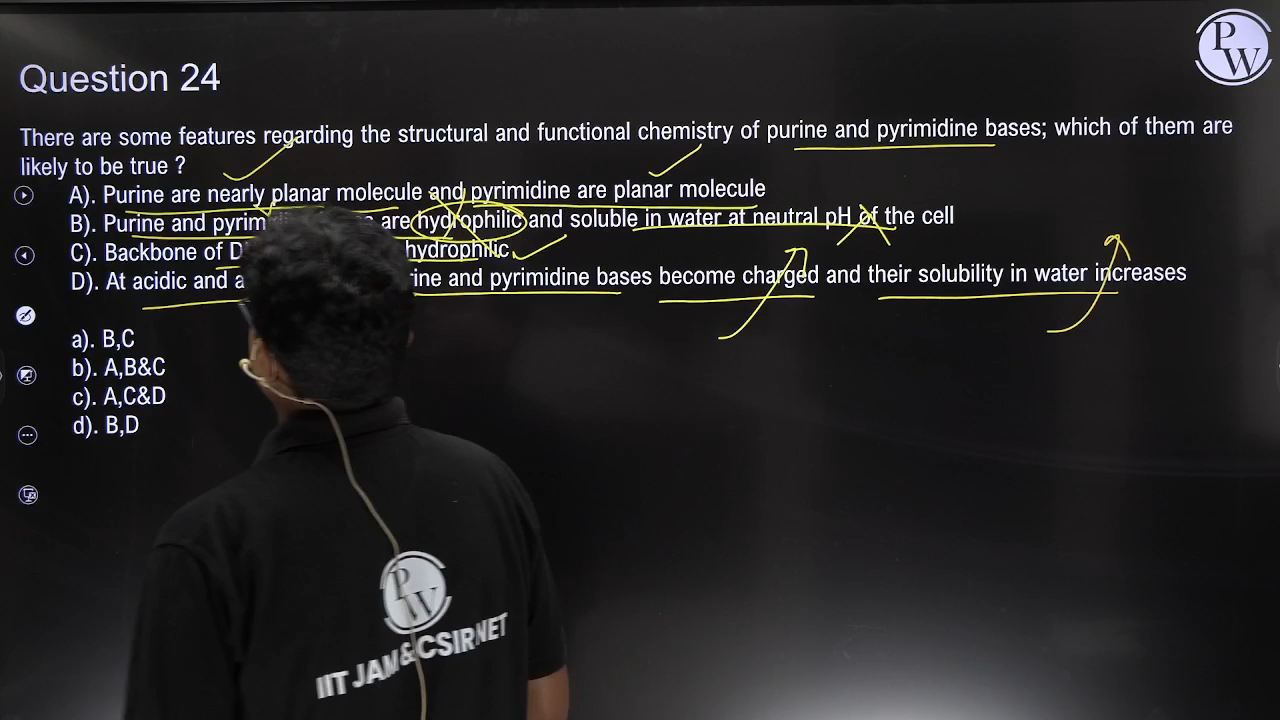 PW
Question 24
There are some features regarding the structural and functional chemistry of purine and pyrimidine bases; which of them are
likely to be true ?
A). Purine are nearly planar molecule and pyrimidine are planar molecule
B). Purine and pyrim are hydrophilic and soluble in water at neutral pH of the cell
C). Backbone of D hydrophilic.
D). At acidic and a ine and pyrimidine bases become charged and their solubility in water increases
a). B,C
b). A,B&C
c). A,C&D
d). B,D
PW
IIT JAM & CSIR NET